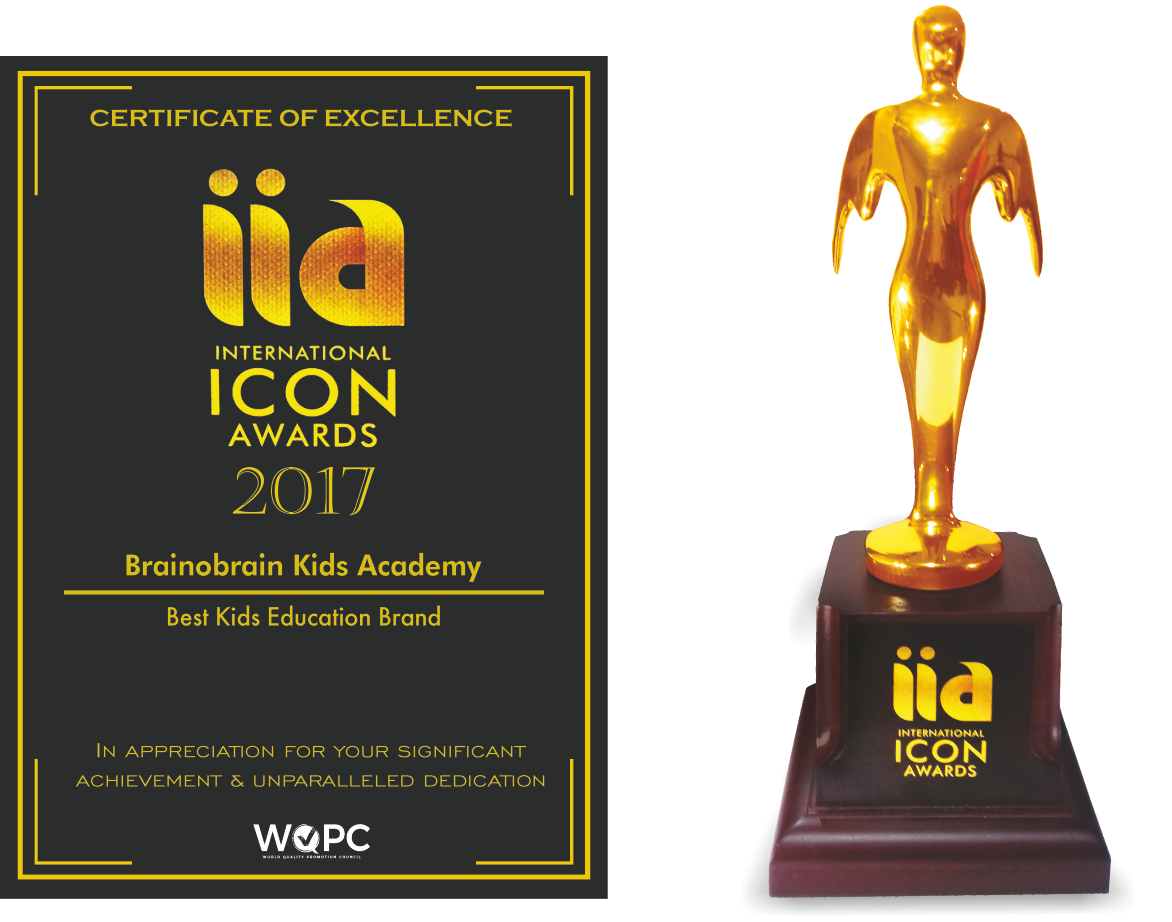 CERTIFICATE OF EXCELLENCE
iia
INTERNATIONAL
ICON
AWARDS
2017
Brainobrain Kids Academy
Best Kids Education Brand
IN APPRECIATION FOR YOUR SIGNIFICANT
ACHIEVEMENT & UNPARALLELED DEDICATION
WQPC
WORLD QUALITY PROMOTION COUNCIL
iia
INTERNATIONAL
ICON
AWARDS